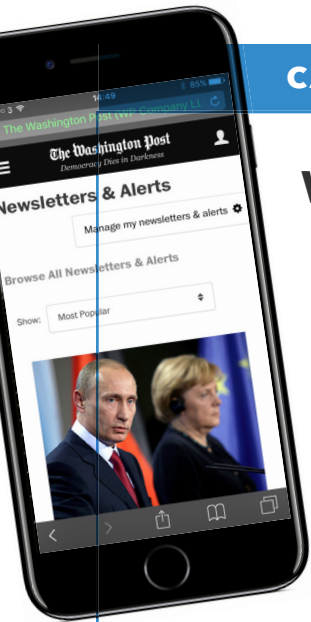 CA
3 14:49 85%
The Washington Post (WP Company LL
The Washington Post
Democracy Dies in Darkness
Newsletters & Alerts
Manage my newsletters & alerts
Browse All Newsletters & Alerts
Show: Most Popular